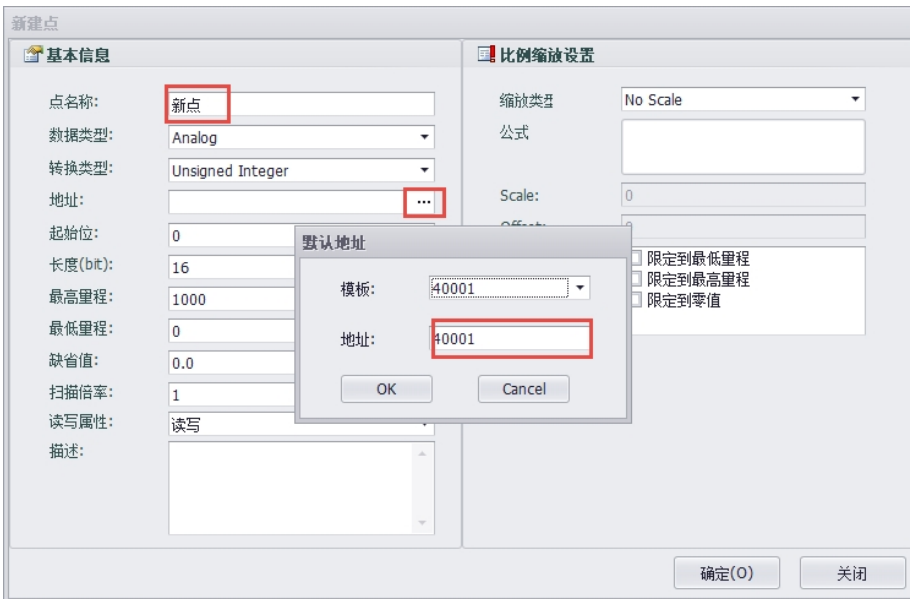 新建点
基本信息
点名称:
新点
数据类型:
Analog
转换类型:
Unsigned Integer
地址:
...
起始位:
0
长度(bit):
16
最高量程:
1000
最低量程:
0
缺省值:
0.0
扫描倍率:
1
读写属性:
读写
描述:
比例缩放设置
缩放类型
No Scale
公式
Scale:
0
限定到最低量程
限定到最高量程
限定到零值
默认地址
模板:
40001
地址:
40001
OK
Cancel
确定(O)
关闭